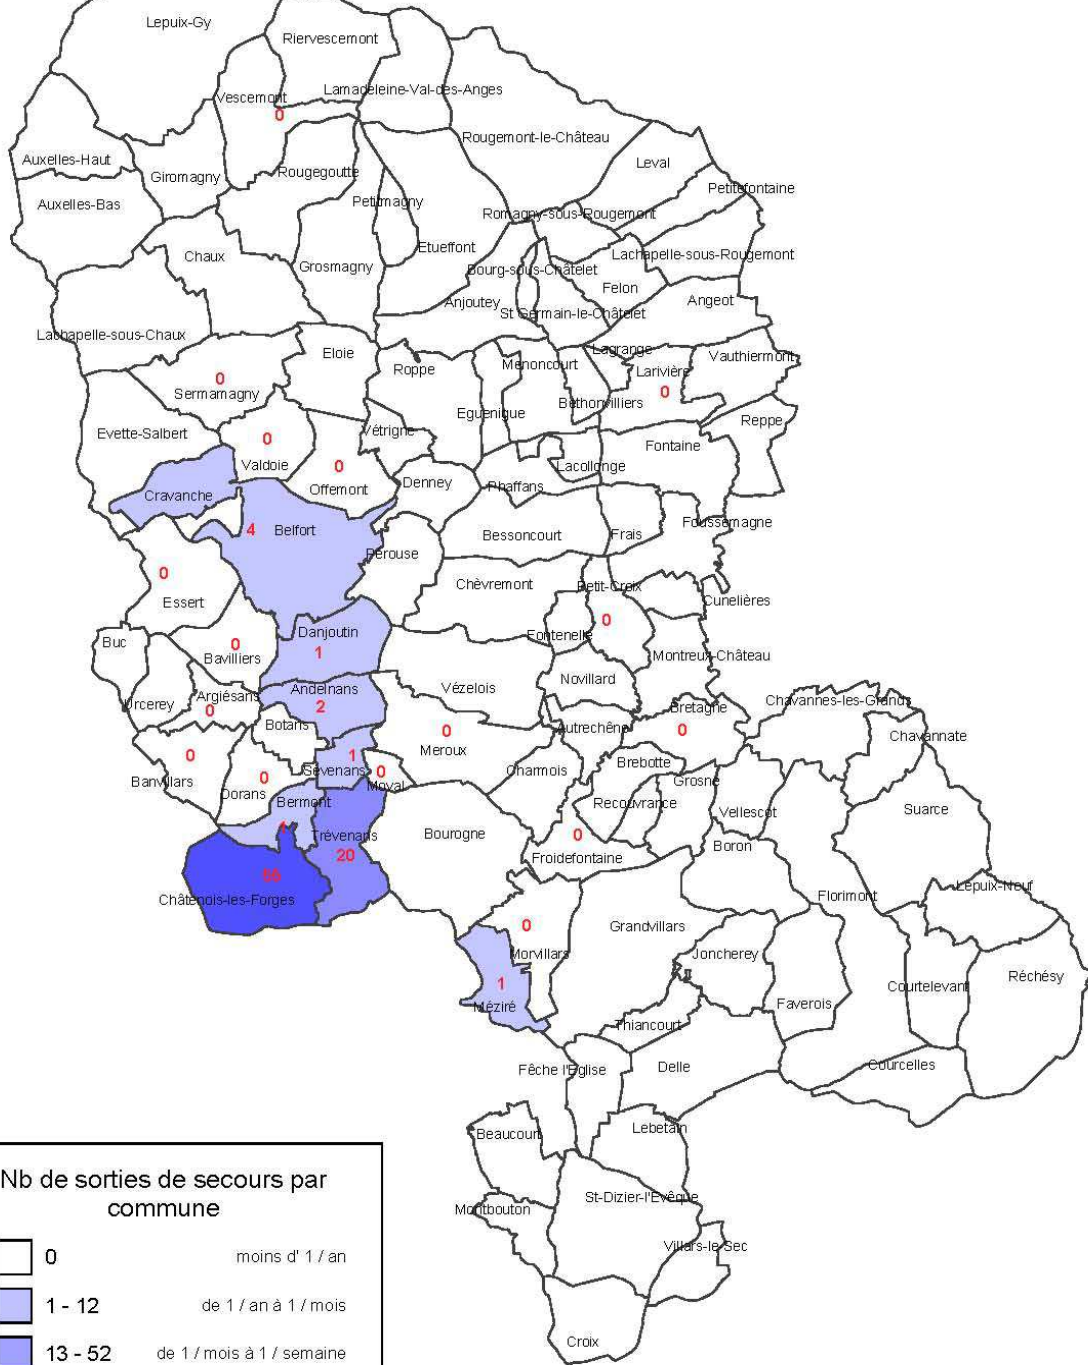 Lepuix-Gy
Riervescemont
Lamadeleine-Val-des-Anges
Vescemont
0
Rougemont-le-Château
Auxelles-Haut
Leval
Giromagny
Rougegoutte
Petitefontaine
Auxelles-Bas
Petitmagny
Romagny-sous-Rougemont
Etueffont
Chaux
Lachapelle-sous-Rougemont
Grosmagny
Bourg-sous-Châtelet
Felon
Anjoutey
Angeot
St Germain-le-Châtelet
Lachapelle-sous-Chaux
Eloie
Lagrange
Vauthiermont
Roppe
Menoncourt
Larivière
0
Sermamagny
0
Eguenigue
Bethonvilliers
Reppe
Evette-Salbert
Vétrigne
0
Valdoie
Fontaine
0
Offemont
Lacollonge
Denney
Phaffans
Cravanche
4
Belfort
Foussemagne
Bessoncourt
Frais
Pérouse
0
Essert
Chèvremont
Petit-Croix
0
Cunelières
Fontenelle
Buc
Danjoutin
1
0
Bavilliers
Montreux-Château
Novillard
Vézelois
Andelnans
2
Argiésans
0
Urcerey
Chavannes-les-Grands
Bretagne
0
Botans
Autrechêne
Chavannate
0
Meroux
0
Banvillars
1
Sévenans
0
Moval
Charmois
Brebotte
Grosne
0
Dorans
Bermont
1
Recouvrance
Vellescot
Suarce
Trévenans
20
Bourogne
0
Froidefontaine
Boron
Châtenois-les-Forges
Florimont
Lepuix-Neuf
0
Morvillars
Grandvillars
Joncherey
1
Méziré
Courtelevant
Réchésy
Faverois
Thiancourt
Fêche l'Eglise
Delle
Courcelles
Beaucourt
Lebetain
St-Dizier-l'Evêque
Montbouton
Villars-le-Sec
Croix
Nb de sorties de secours par
commune
0 moins d' 1 / an
1 - 12 de 1 / an à 1 / mois
13 - 52 de 1 / mois à 1 / semaine